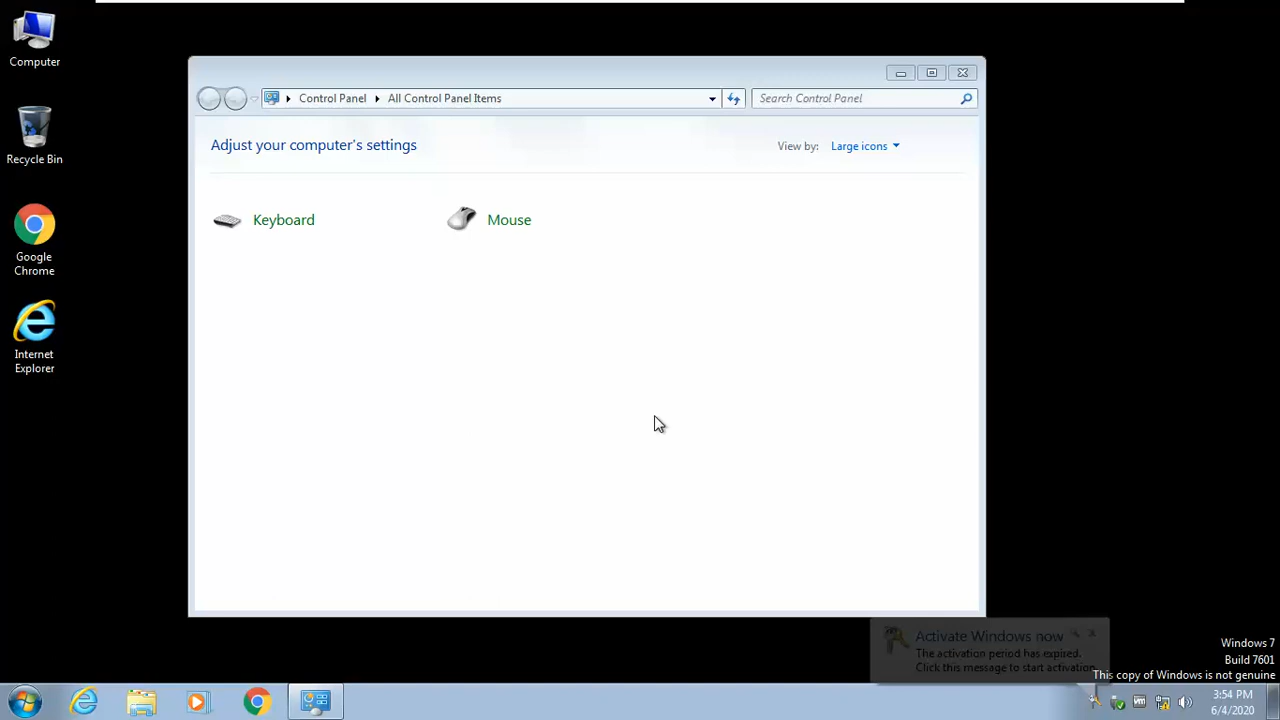 Computer
Recycle Bin
Google
Chrome
Internet
Explorer
Control Panel
All Control Panel Items
Search Control Panel
Adjust your computer's settings
View by:
Large icons
Keyboard
Mouse
Activate Windows now
The activation period has expired.
Click this message to start activation.
Windows 7
Build 7601
This copy of Windows is not genuine
3:54 PM
6/4/2020